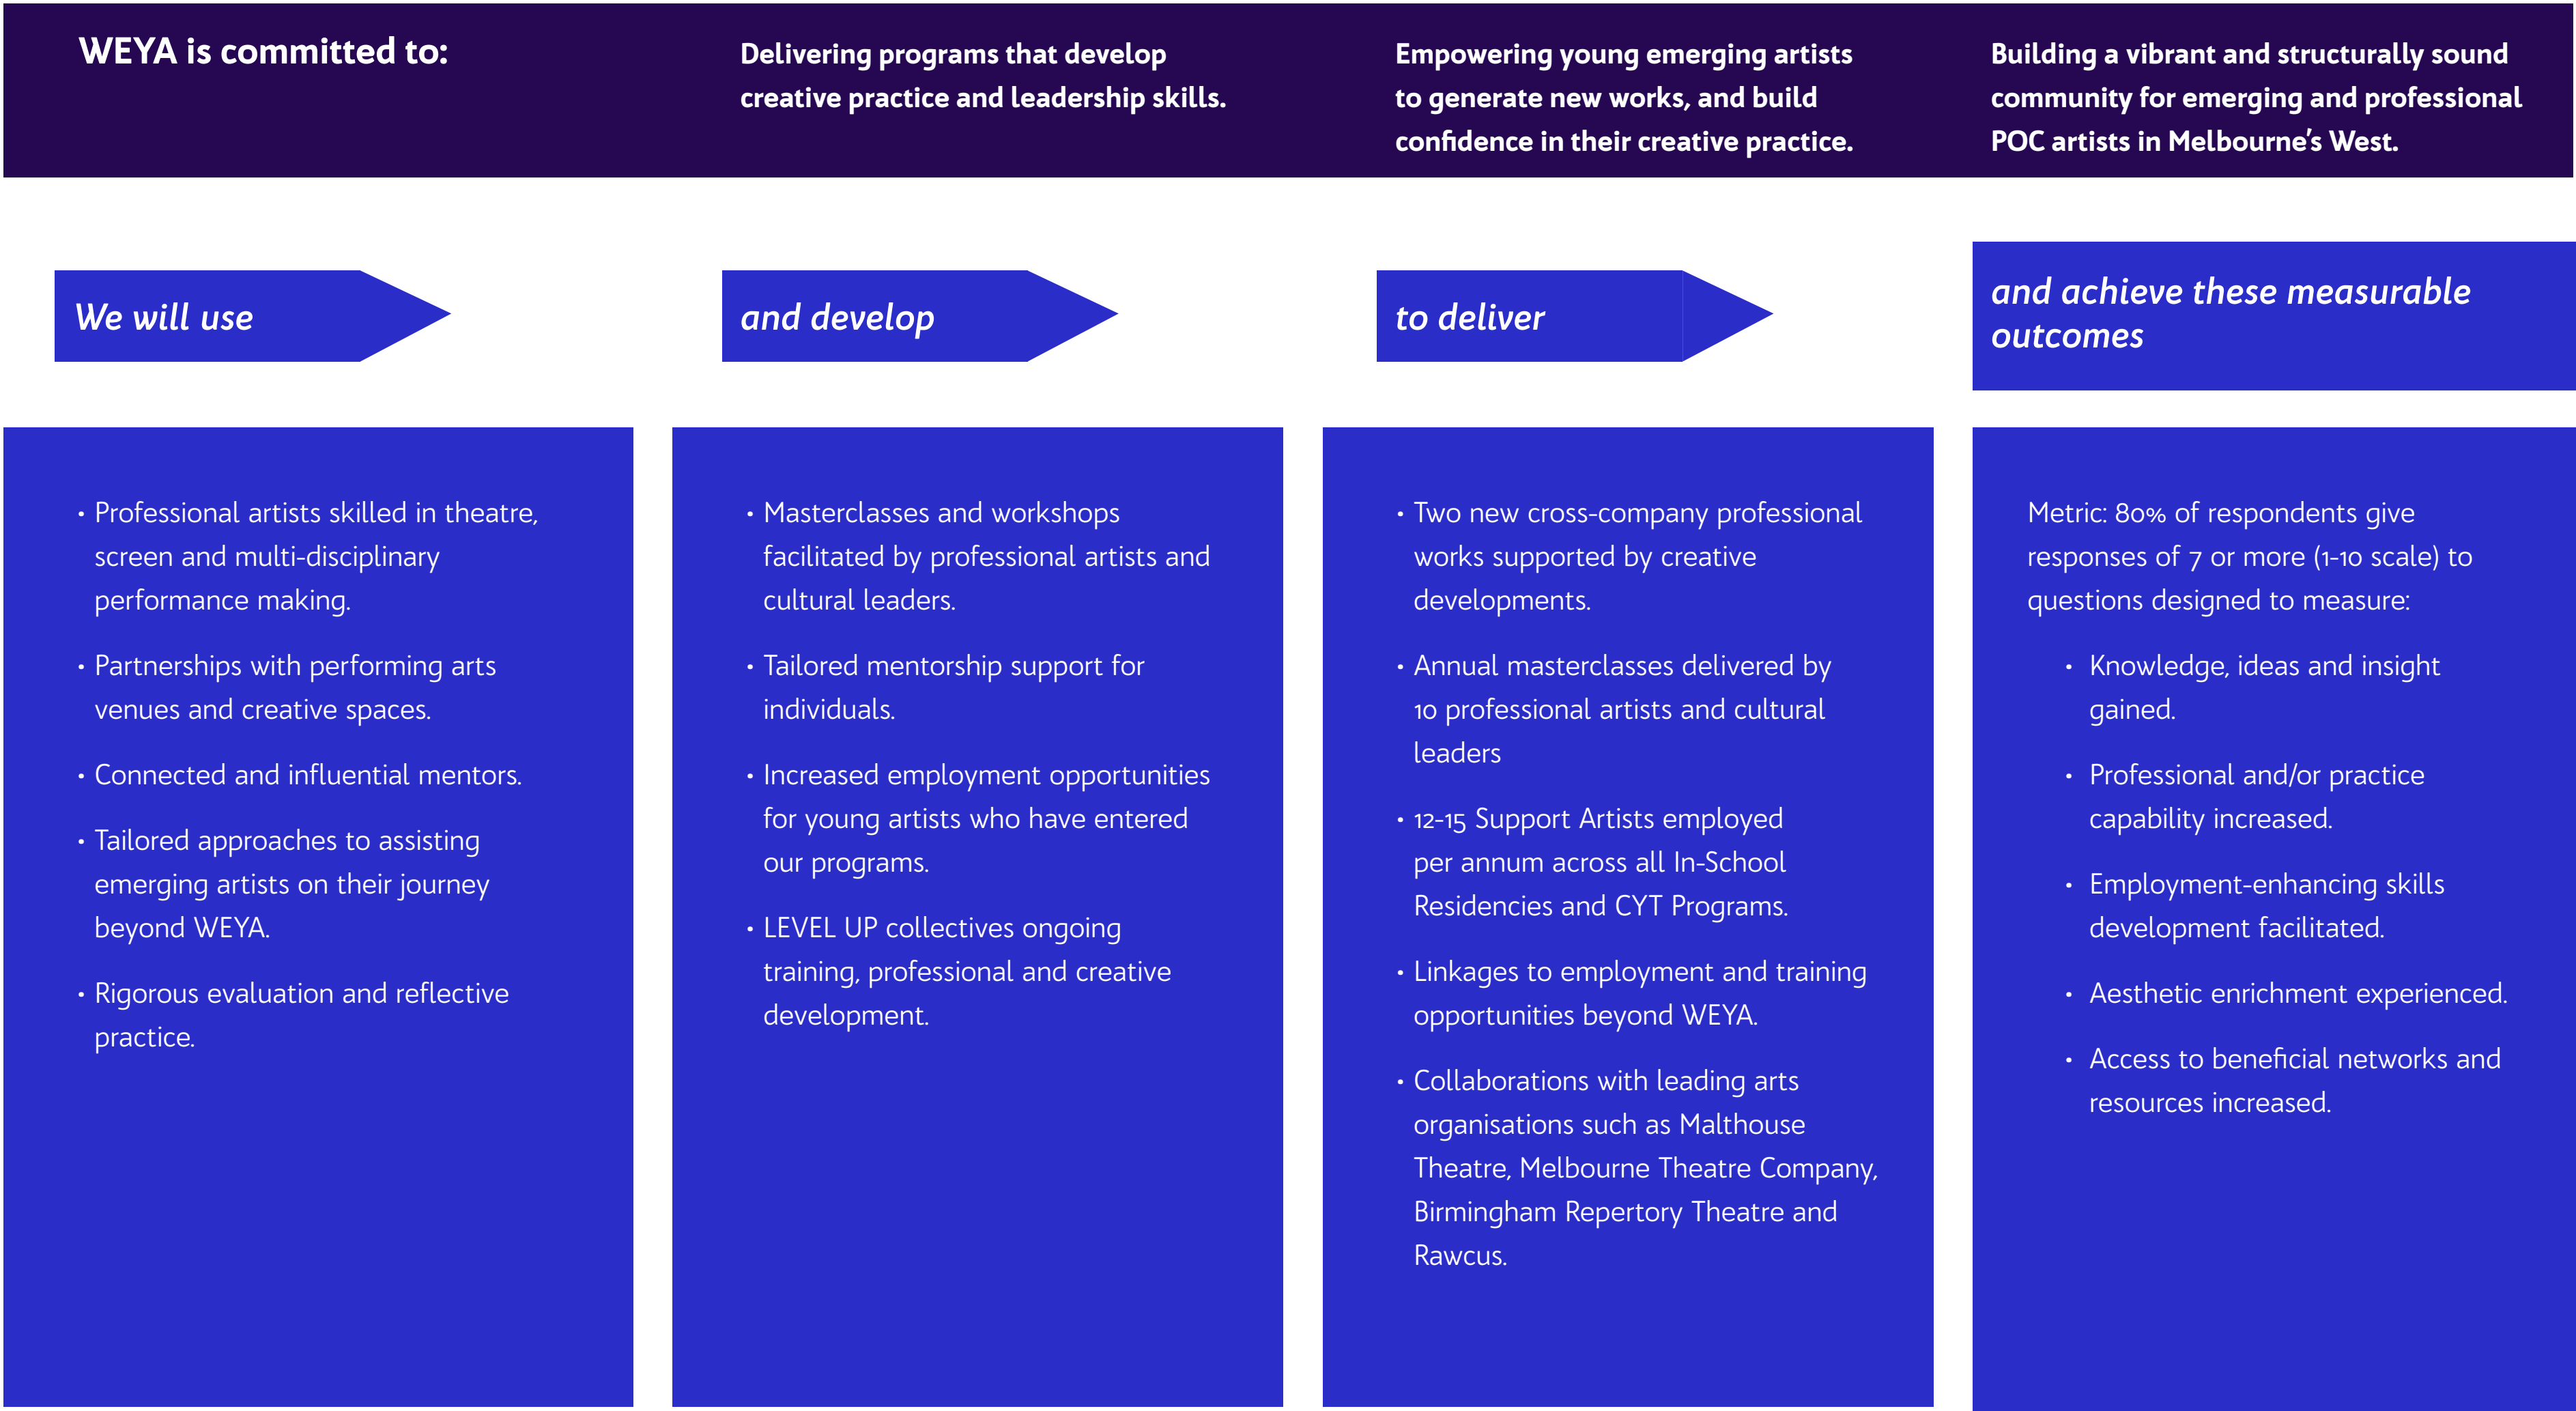 WEYA is committed to:
Delivering programs that develop
creative practice and leadership skills.
Empowering young emerging artists
to generate new works, and build
confidence in their creative practice.
Building a vibrant and structurally sound
community for emerging and professional
POC artists in Melbourne's West.
We will use
and develop
to deliver
and achieve these measurable
outcomes
• Professional artists skilled in theatre,
screen and multi-disciplinary
performance making.
• Partnerships with performing arts
venues and creative spaces.
• Connected and influential mentors.
• Tailored approaches to assisting
emerging artists on their journey
beyond WEYA.
• Rigorous evaluation and reflective
practice.
• Masterclasses and workshops
facilitated by professional artists and
cultural leaders.
• Tailored mentorship support for
individuals.
• Increased employment opportunities
for young artists who have entered
our programs.
• LEVEL UP collectives ongoing
training, professional and creative
development.
• Two new cross-company professional
works supported by creative
developments.
• Annual masterclasses delivered by
10 professional artists and cultural
leaders
• 12-15 Support Artists employed
per annum across all In-School
Residencies and CYT Programs.
• Linkages to employment and training
opportunities beyond WEYA.
• Collaborations with leading arts
organisations such as Malthouse
Theatre, Melbourne Theatre Company,
Birmingham Repertory Theatre and
Rawcus.
Metric: 80% of respondents give
responses of 7 or more (1-10 scale) to
questions designed to measure:
• Knowledge, ideas and insight
gained.
• Professional and/or practice
capability increased.
• Employment-enhancing skills
development facilitated.
• Aesthetic enrichment experienced.
• Access to beneficial networks and
resources increased.